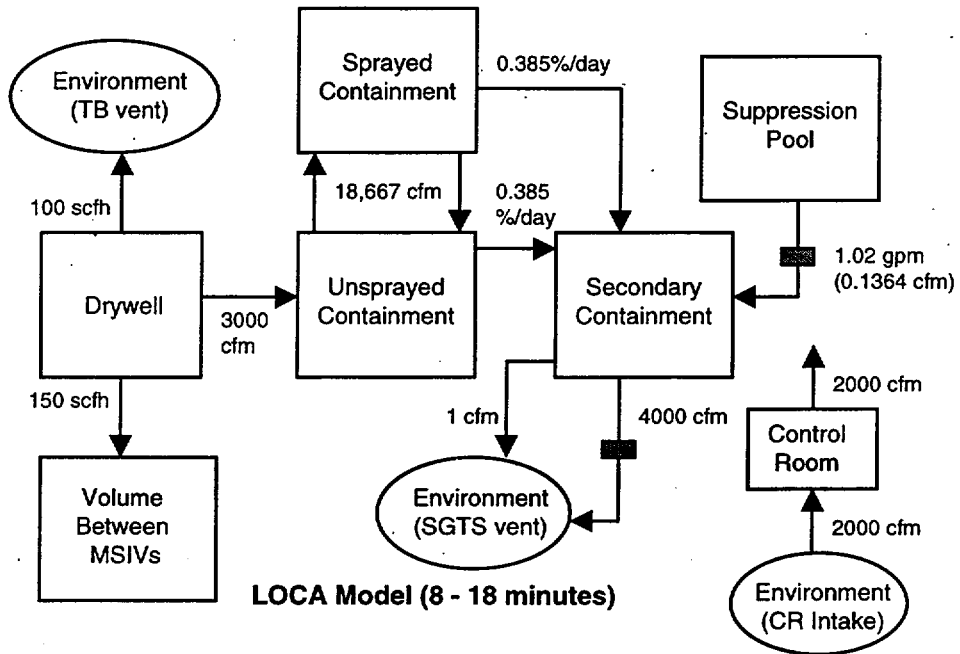 Environment
(TB vent)
Sprayed
Containment
0.385%/day
Suppression
Pool
100 scfh
18,667 cfm
0.385
%/day
Drywell
3000
cfm
Unsprayed
Containment
Secondary
Containment
1.02 gpm
(0.1364 cfm)
150 scfh
1 cfm
4000 cfm
2000 cfm
Control
Room
Volume
Between
MSIVs
Environment
(SGTS vent)
2000 cfm
LOCA Model (8 - 18 minutes)
Environment
(CR Intake)